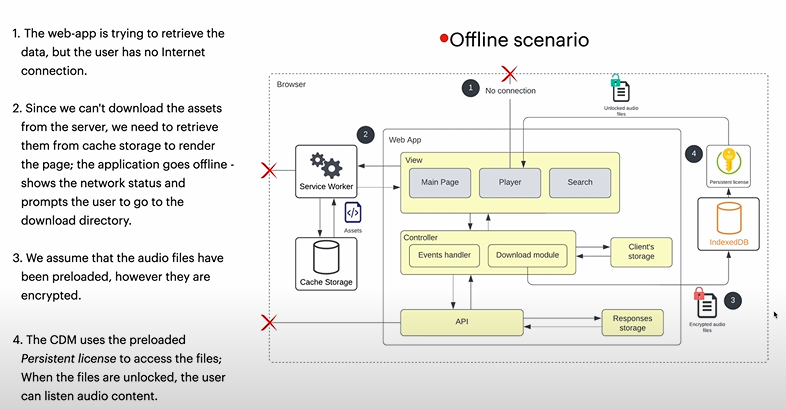 Offline scenario
1. The web-app is trying to retrieve the
data, but the user has no Internet
connection.
2. Since we can't download the assets
from the server, we need to retrieve
them from cache storage to render
the page; the application goes offline -
shows the network status and
prompts the user to go to the
download directory.
3. We assume that the audio files have
been preloaded, however they are
encrypted.
4. The CDM uses the preloaded
Persistent license to access the files;
When the files are unlocked, the user
can listen audio content.
Browser
1
No connection
Unlocked audio
files
2
Web App
4
View
Main Page
Player
Search
Persistent license
Service Worker
</>
Assets
Cache Storage
Controller
Events handler
Download module
Client's
storage
IndexedDB
3
Encrypted audio
files
API
Responses
storage